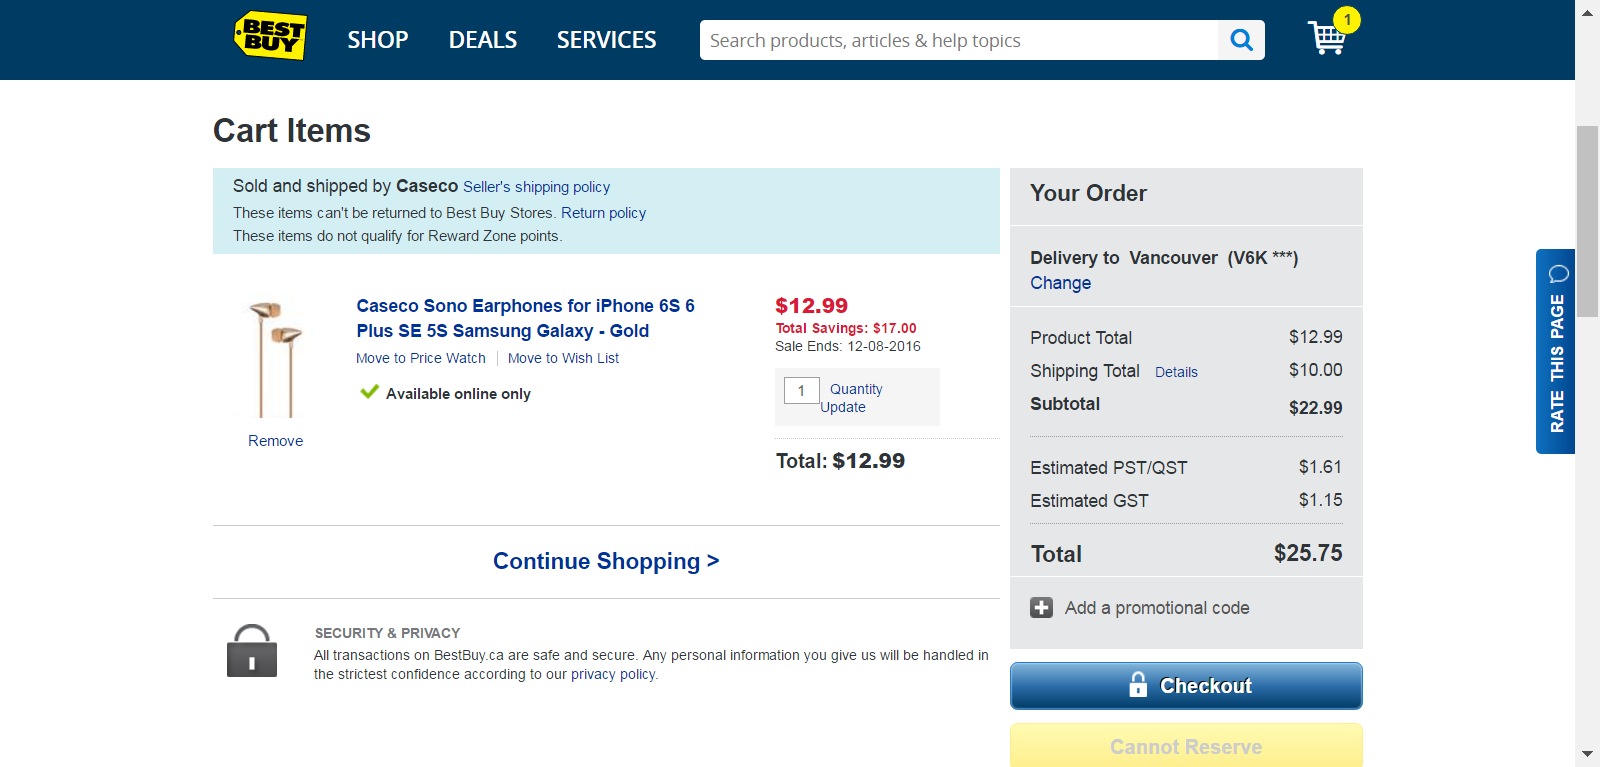 BEST BUY
SHOP DEALS SERVICES
Search products, articles & help topics
1
Cart Items
Sold and shipped by Caseco Seller's shipping policy
These items can't be returned to Best Buy Stores. Return policy
These items do not qualify for Reward Zone points.
Caseco Sono Earphones for iPhone 6S 6
Plus SE 5S Samsung Galaxy - Gold
Move to Price Watch Move to Wish List
Available online only
Remove
$12.99
Total Savings: $17.00
Sale Ends: 12-08-2016
1 Quantity
Update
Total: $12.99
Continue Shopping >
SECURITY & PRIVACY
All transactions on BestBuy.ca are safe and secure. Any personal information you give us will be handled in
the strictest confidence according to our privacy policy.
Your Order
Delivery to Vancouver (V6K ***)
Change
Product Total $12.99
Shipping Total Details $10.00
Subtotal $22.99
Estimated PST/QST $1.61
Estimated GST $1.15
Total $25.75
Add a promotional code
Checkout
Cannot Reserve
RATE THIS PAGE